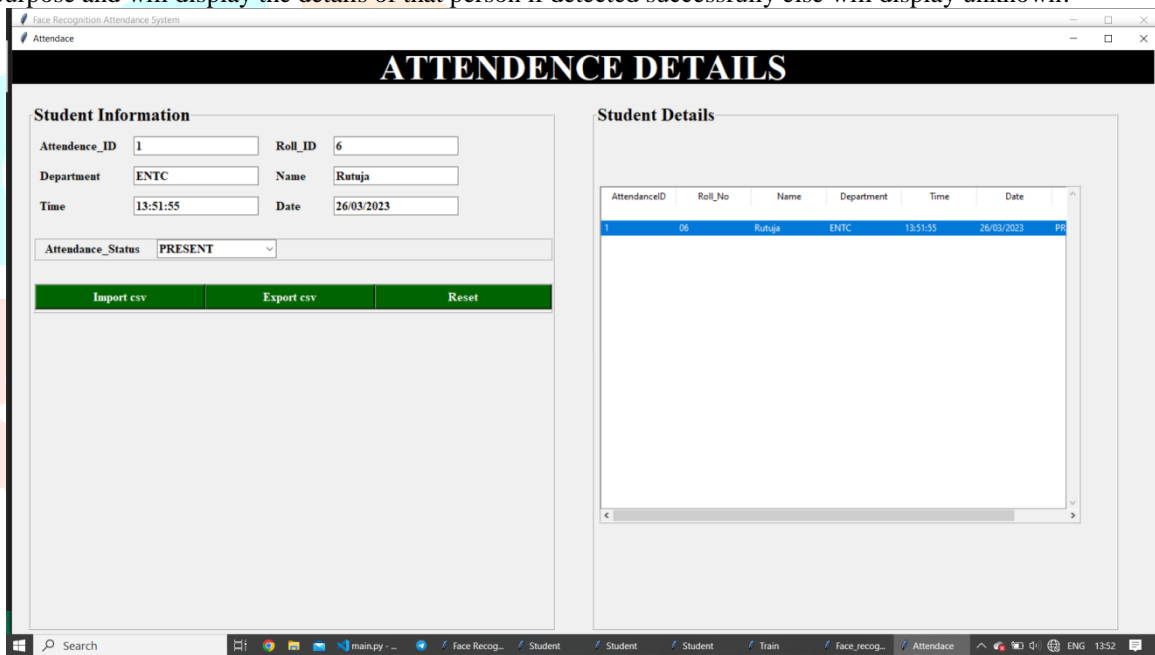 urpose and will display the details of that person if detected successfully else will display unknown.
Face Recognition Attendance System
Attendace
ATTENDENCE DETAILS
Student Information
Attendence_ID 1 Roll_ID 6
Department ENTC Name Rutuja
Time 13:51:55 Date 26/03/2023
Attendance_Status PRESENT
Import csv Export csv Reset
Student Details
AttendanceID Roll_No Name Department Time Date
1 06 Rutuja ENTC 13:51:55 26/03/2023 PR
Search main.py - ... Face Recog... Student Student Student Train Face_recog... Attendace ENG 13:52